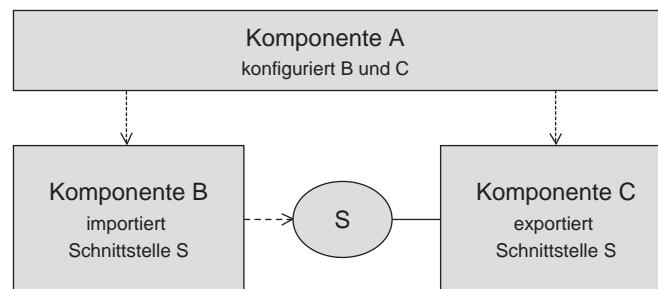 Komponente A
konfiguriert B und C
Komponente B
importiert
Schnittstelle S
S
Komponente C
exportiert
Schnittstelle S